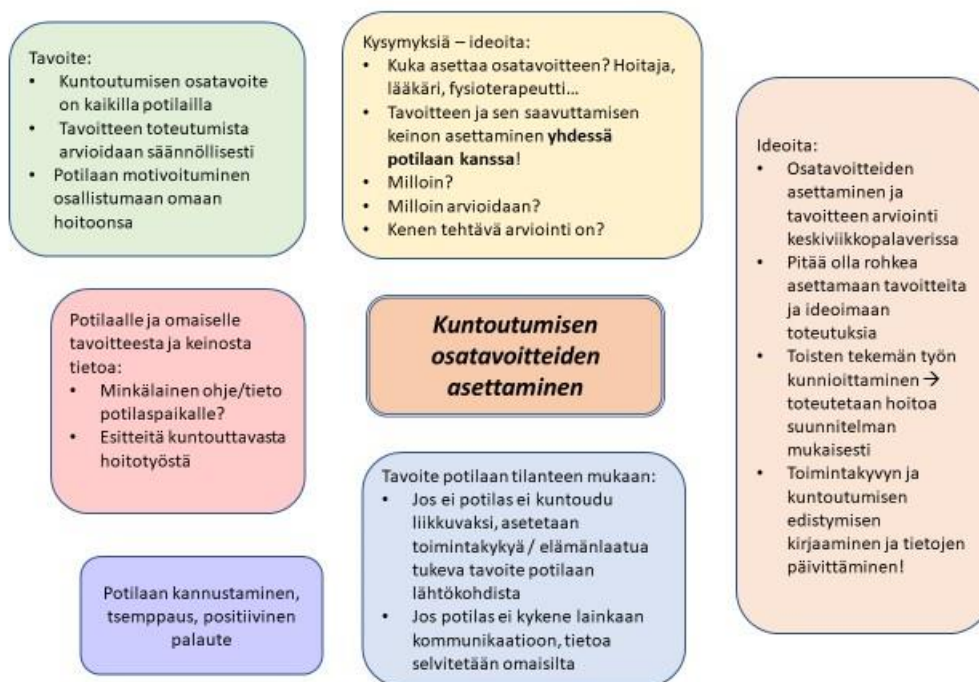 Tavoite:
• Kuntoutumisen osatavoite
on kaikilla potilailla
• Tavoitteen toteutumista
arvioidaan säännöllisesti
• Potilaan motivoituminen
osallistumaan omaan
hoitoonsa
Kysymyksiä – ideoita:
• Kuka asettaa osatavoitteen? Hoitaja,
lääkäri, fysioterapeutti…
• Tavoitteen ja sen saavuttamisen
keinon asettaminen yhdessä
potilaan kanssa!
• Milloin?
• Milloin arvioidaan?
• Kenen tehtävä arviointi on?
Ideoita:
• Osatavoitteiden
asettaminen ja
tavoitteen arviointi
keskiviikkopalaverissa
• Pitää olla rohkea
asettamaan tavoitteita
ja ideoimaan
toteutuksia
• Toisten tekemän työn
kunnioittaminen →
toteutetaan hoitoa
suunnitelman
mukaisesti
• Toimintakyvyn ja
kuntoutumisen
edistymisen
kirjaaminen ja tietojen
päivittäminen!
Potilaalle ja omaiselle
tavoitteesta ja keinosta
tietoa:
• Minkälainen ohje/tieto
potilaspaikalle?
• Esitteitä kuntouttavasta
hoitotyöstä
Kuntoutumisen
osatavoitteiden
asettaminen
Tavoite potilaan tilanteen mukaan:
• Jos ei potilas ei kuntoudu
liikkuvaksi, asetetaan
toimintakykyä / elämänlaatua
tukeva tavoite potilaan
lähtökohdista
• Jos potilas ei kykene lainkaan
kommunikaatioon, tietoa
selvitetään omaisilta
Potilaan kannustaminen,
tsemppaus, positiivinen
palaute